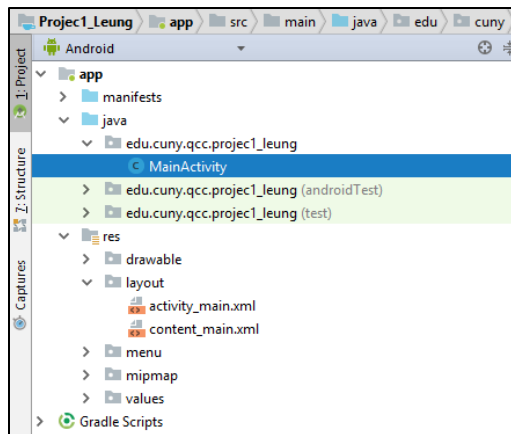 Projec1_Leung app src main java edu cuny
Android
1: Project
app
manifests
java
edu.cuny.qcc.projec1_leung
MainActivity
edu.cuny.qcc.projec1_leung (androidTest)
edu.cuny.qcc.projec1_leung (test)
res
drawable
layout
activity_main.xml
content_main.xml
menu
mipmap
values
Gradle Scripts
Z: Structure
Captures